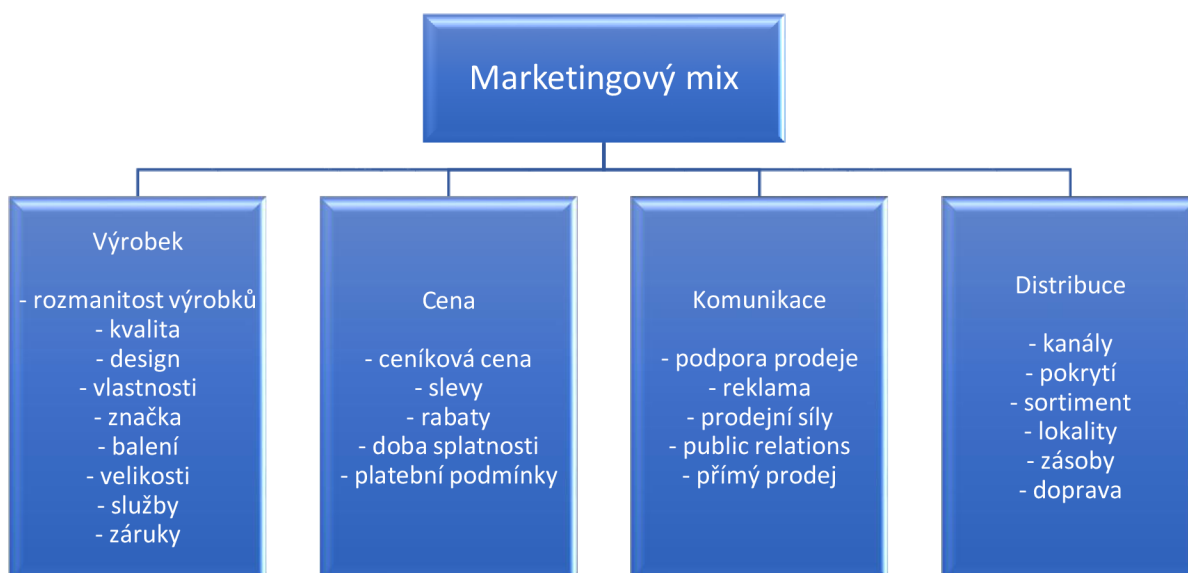 Marketingový mix
Výrobek
- rozmanitost výrobků
- kvalita
- design
- vlastnosti
- značka
- balení
- velikosti
- služby
- záruky
Cena
- ceníková cena
- slevy
- rabaty
- doba splatnosti
- platební podmínky
Komunikace
- podpora prodeje
- reklama
- prodejní síly
- public relations
- přímý prodej
Distribuce
- kanály
- pokrytí
- sortiment
- lokality
- zásoby
- doprava